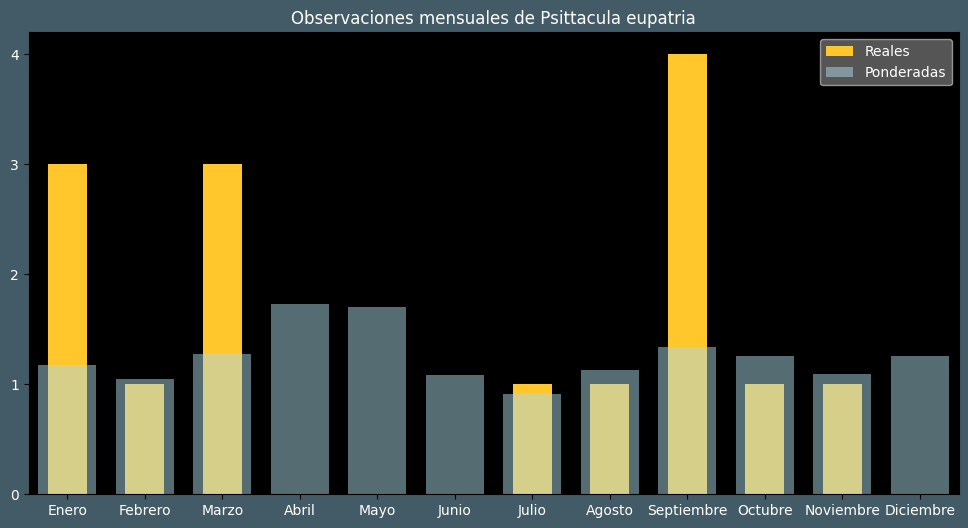 Observaciones mensuales de Psittacula eupatria
Reales
Ponderadas
4
3
2
1
0
Enero Febrero Marzo Abril Mayo Junio Julio Agosto Septiembre Octubre Noviembre Diciembre